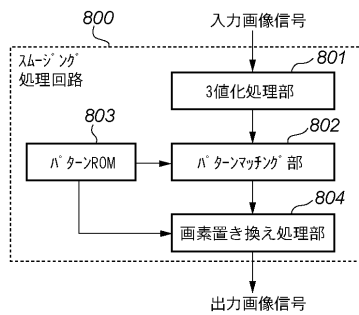 800
入力画像信号
スムージング
処理回路
801
3値化処理部
803
802
パターンROM
パターンマッチング部
804
画素置き換え処理部
出力画像信号